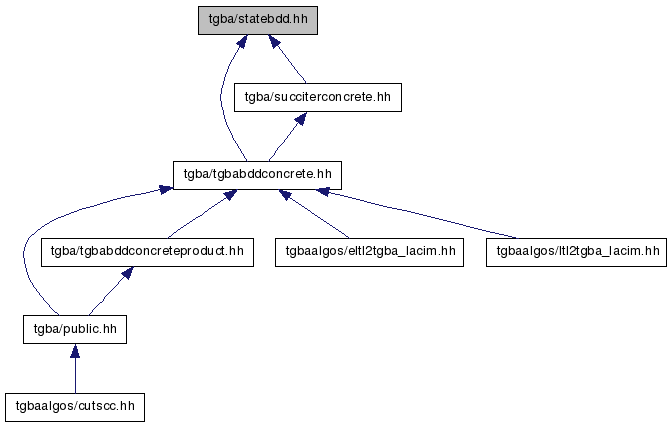 tgba/statebdd.hh
tgba/succiterconcrete.hh
tgba/tgbabddconcrete.hh
tgba/tgbabddconcreteproduct.hh
tgbaalgos/eltl2tgba_lacim.hh
tgbaalgos/ltl2tgba_lacim.hh
tgba/public.hh
tgbaalgos/cutscc.hh